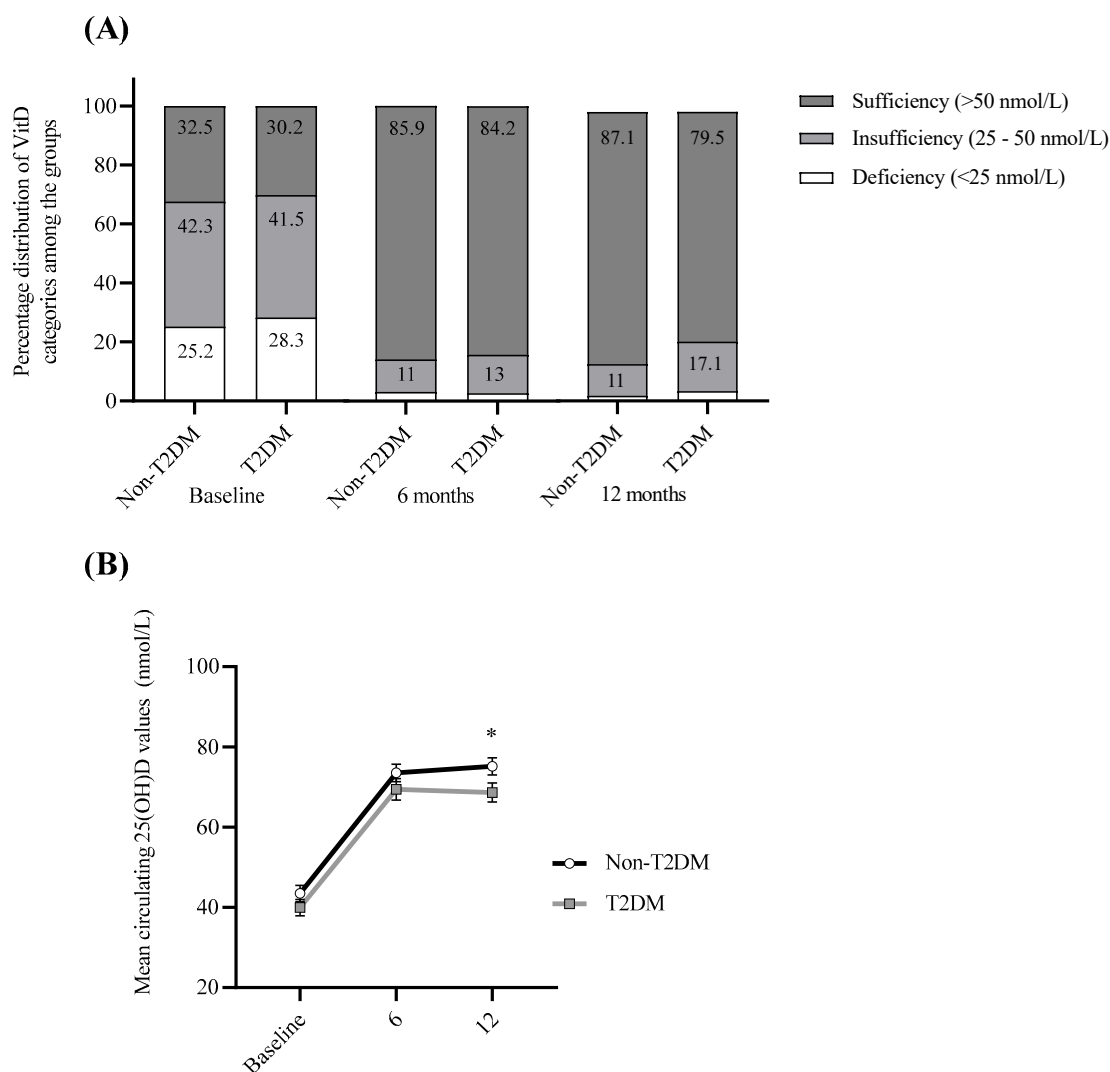 (A)
Percentage distribution of VitD
categories among the groups
100
80
60
40
20
0
32.5
30.2
85.9
84.2
87.1
79.5
42.3
41.5
25.2
28.3
11
13
11
17.1
Non-T2DM
T2DM
Non-T2DM
T2DM
Non-T2DM
T2DM
Baseline
6 months
12 months
Sufficiency (>50 nmol/L)
Insufficiency (25 - 50 nmol/L)
Deficiency (<25 nmol/L)
(B)
Mean circulating 25(OH)D values (nmol/L)
100
80
60
40
20
*
Baseline
6
12
Non-T2DM
T2DM